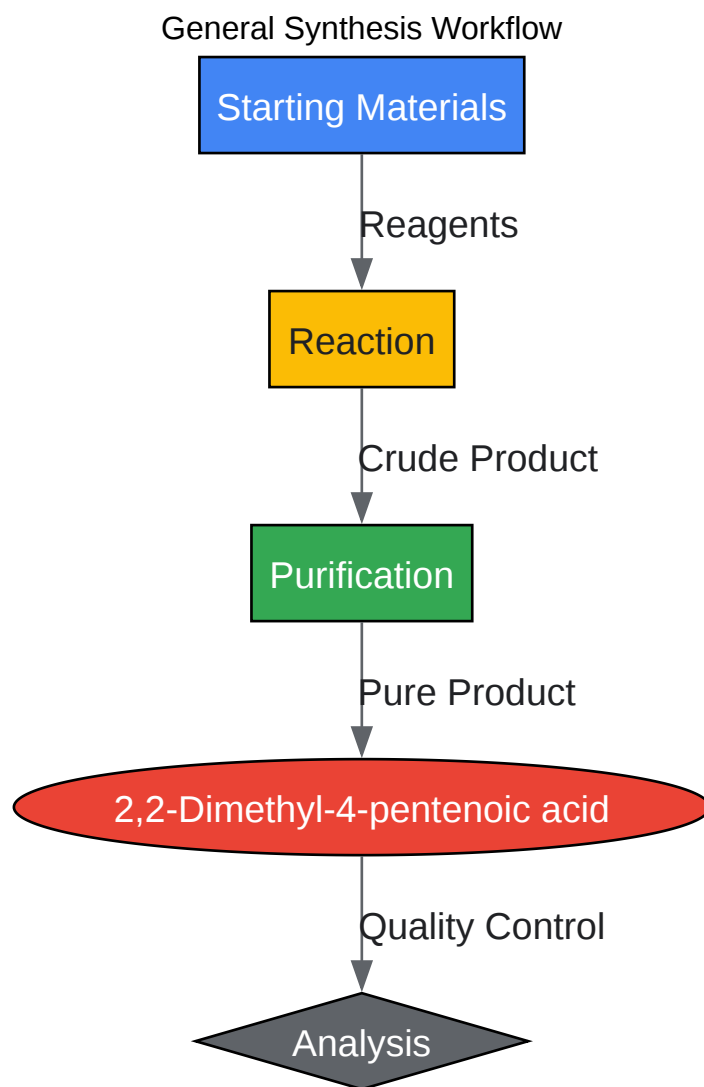 General Synthesis Workflow
Starting Materials
Reagents
Reaction
Crude Product
Purification
Pure Product
2,2-Dimethyl-4-pentenoic acid
Quality Control
Analysis